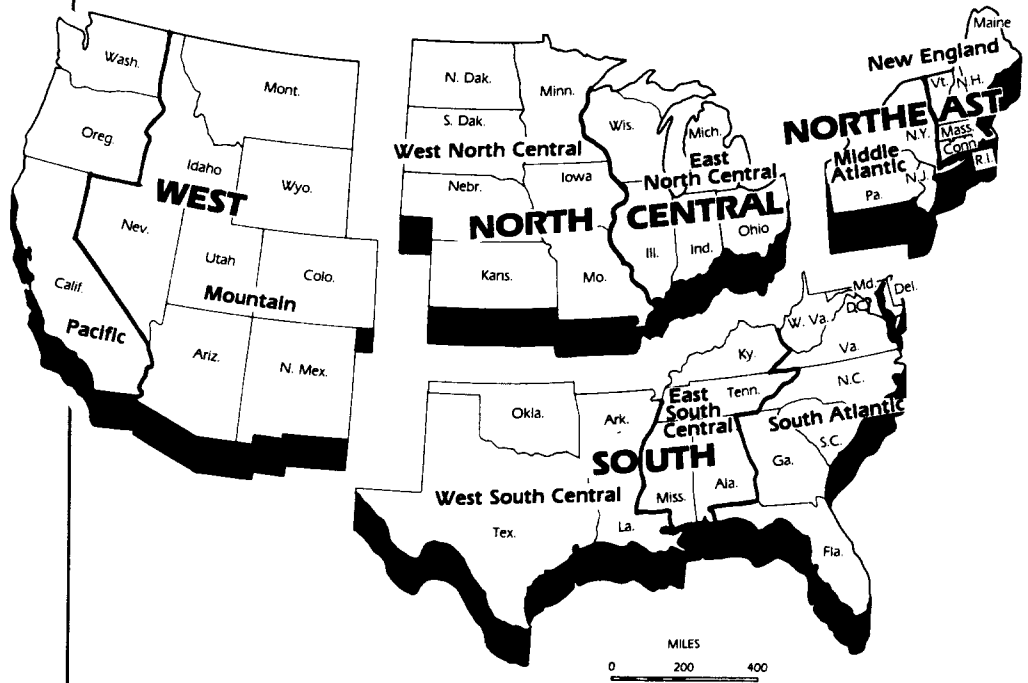 Maine
New England
Vt.
N.H.
NORTHEAST
N.Y.
Mass.
Conn.
R.I.
Middle
Atlantic
N.J.
Pa.
Wash.
Oreg.
Mont.
Idaho
Wyo.
WEST
Nev.
Utah
Colo.
Calif.
Mountain
Pacific
Ariz.
N. Mex.
N. Dak.
Minn.
S. Dak.
West North Central
Nebr.
Iowa
Wis.
Mich.
East
North Central
NORTH CENTRAL
Kans.
Mo.
Ill.
Ind.
Ohio
Md.
Del.
D.C.
W. Va.
Va.
Ky.
Tenn.
N.C.
East
South
Central
South Atlantic
S.C.
Okla.
Ark.
SOUTH
Ga.
West South Central
Miss.
Ala.
Tex.
La.
Fla.
MILES
0 200 400